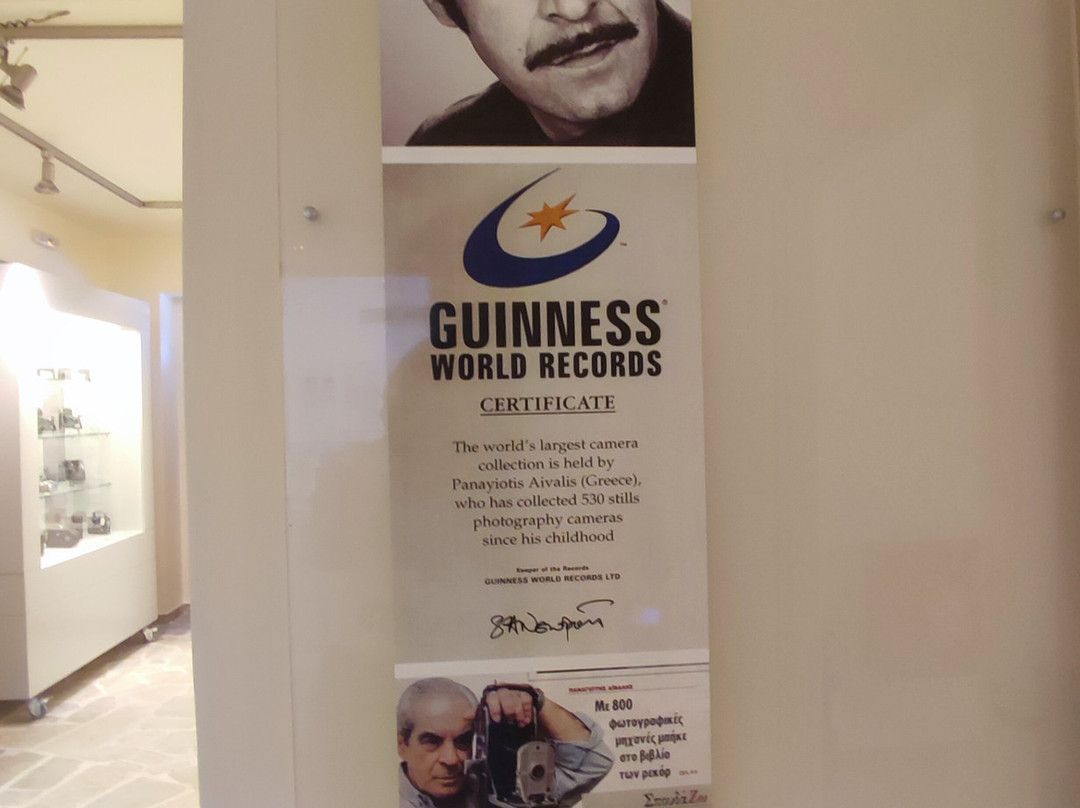 GUINNESS®
WORLD RECORDS
CERTIFICATE
The world's largest camera
collection is held by
Panayiotis Aivalis (Greece),
who has collected 530 stills
photography cameras
since his childhood
Keeper of the Records
GUINNESS WORLD RECORDS LTD
ΠΑΝΑΓΙΩΤΗΣ ΑΪΒΑΛΗΣ
Με 800
φωτογραφικές
μηχανές μπήκε
στο βιβλίο
των ρεκόρ